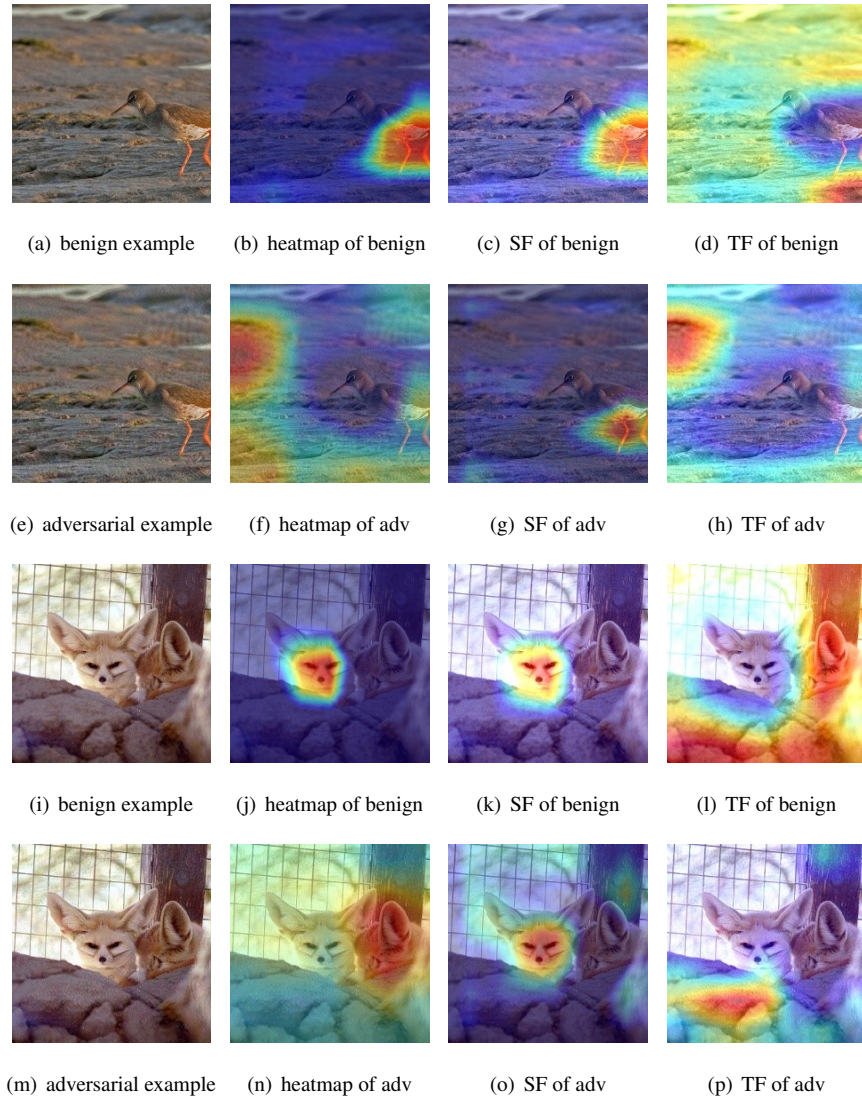 (a) benign example (b) heatmap of benign (c) SF of benign (d) TF of benign
(e) adversarial example (f) heatmap of adv (g) SF of adv (h) TF of adv
(i) benign example (j) heatmap of benign (k) SF of benign (l) TF of benign
(m) adversarial example (n) heatmap of adv (o) SF of adv (p) TF of adv